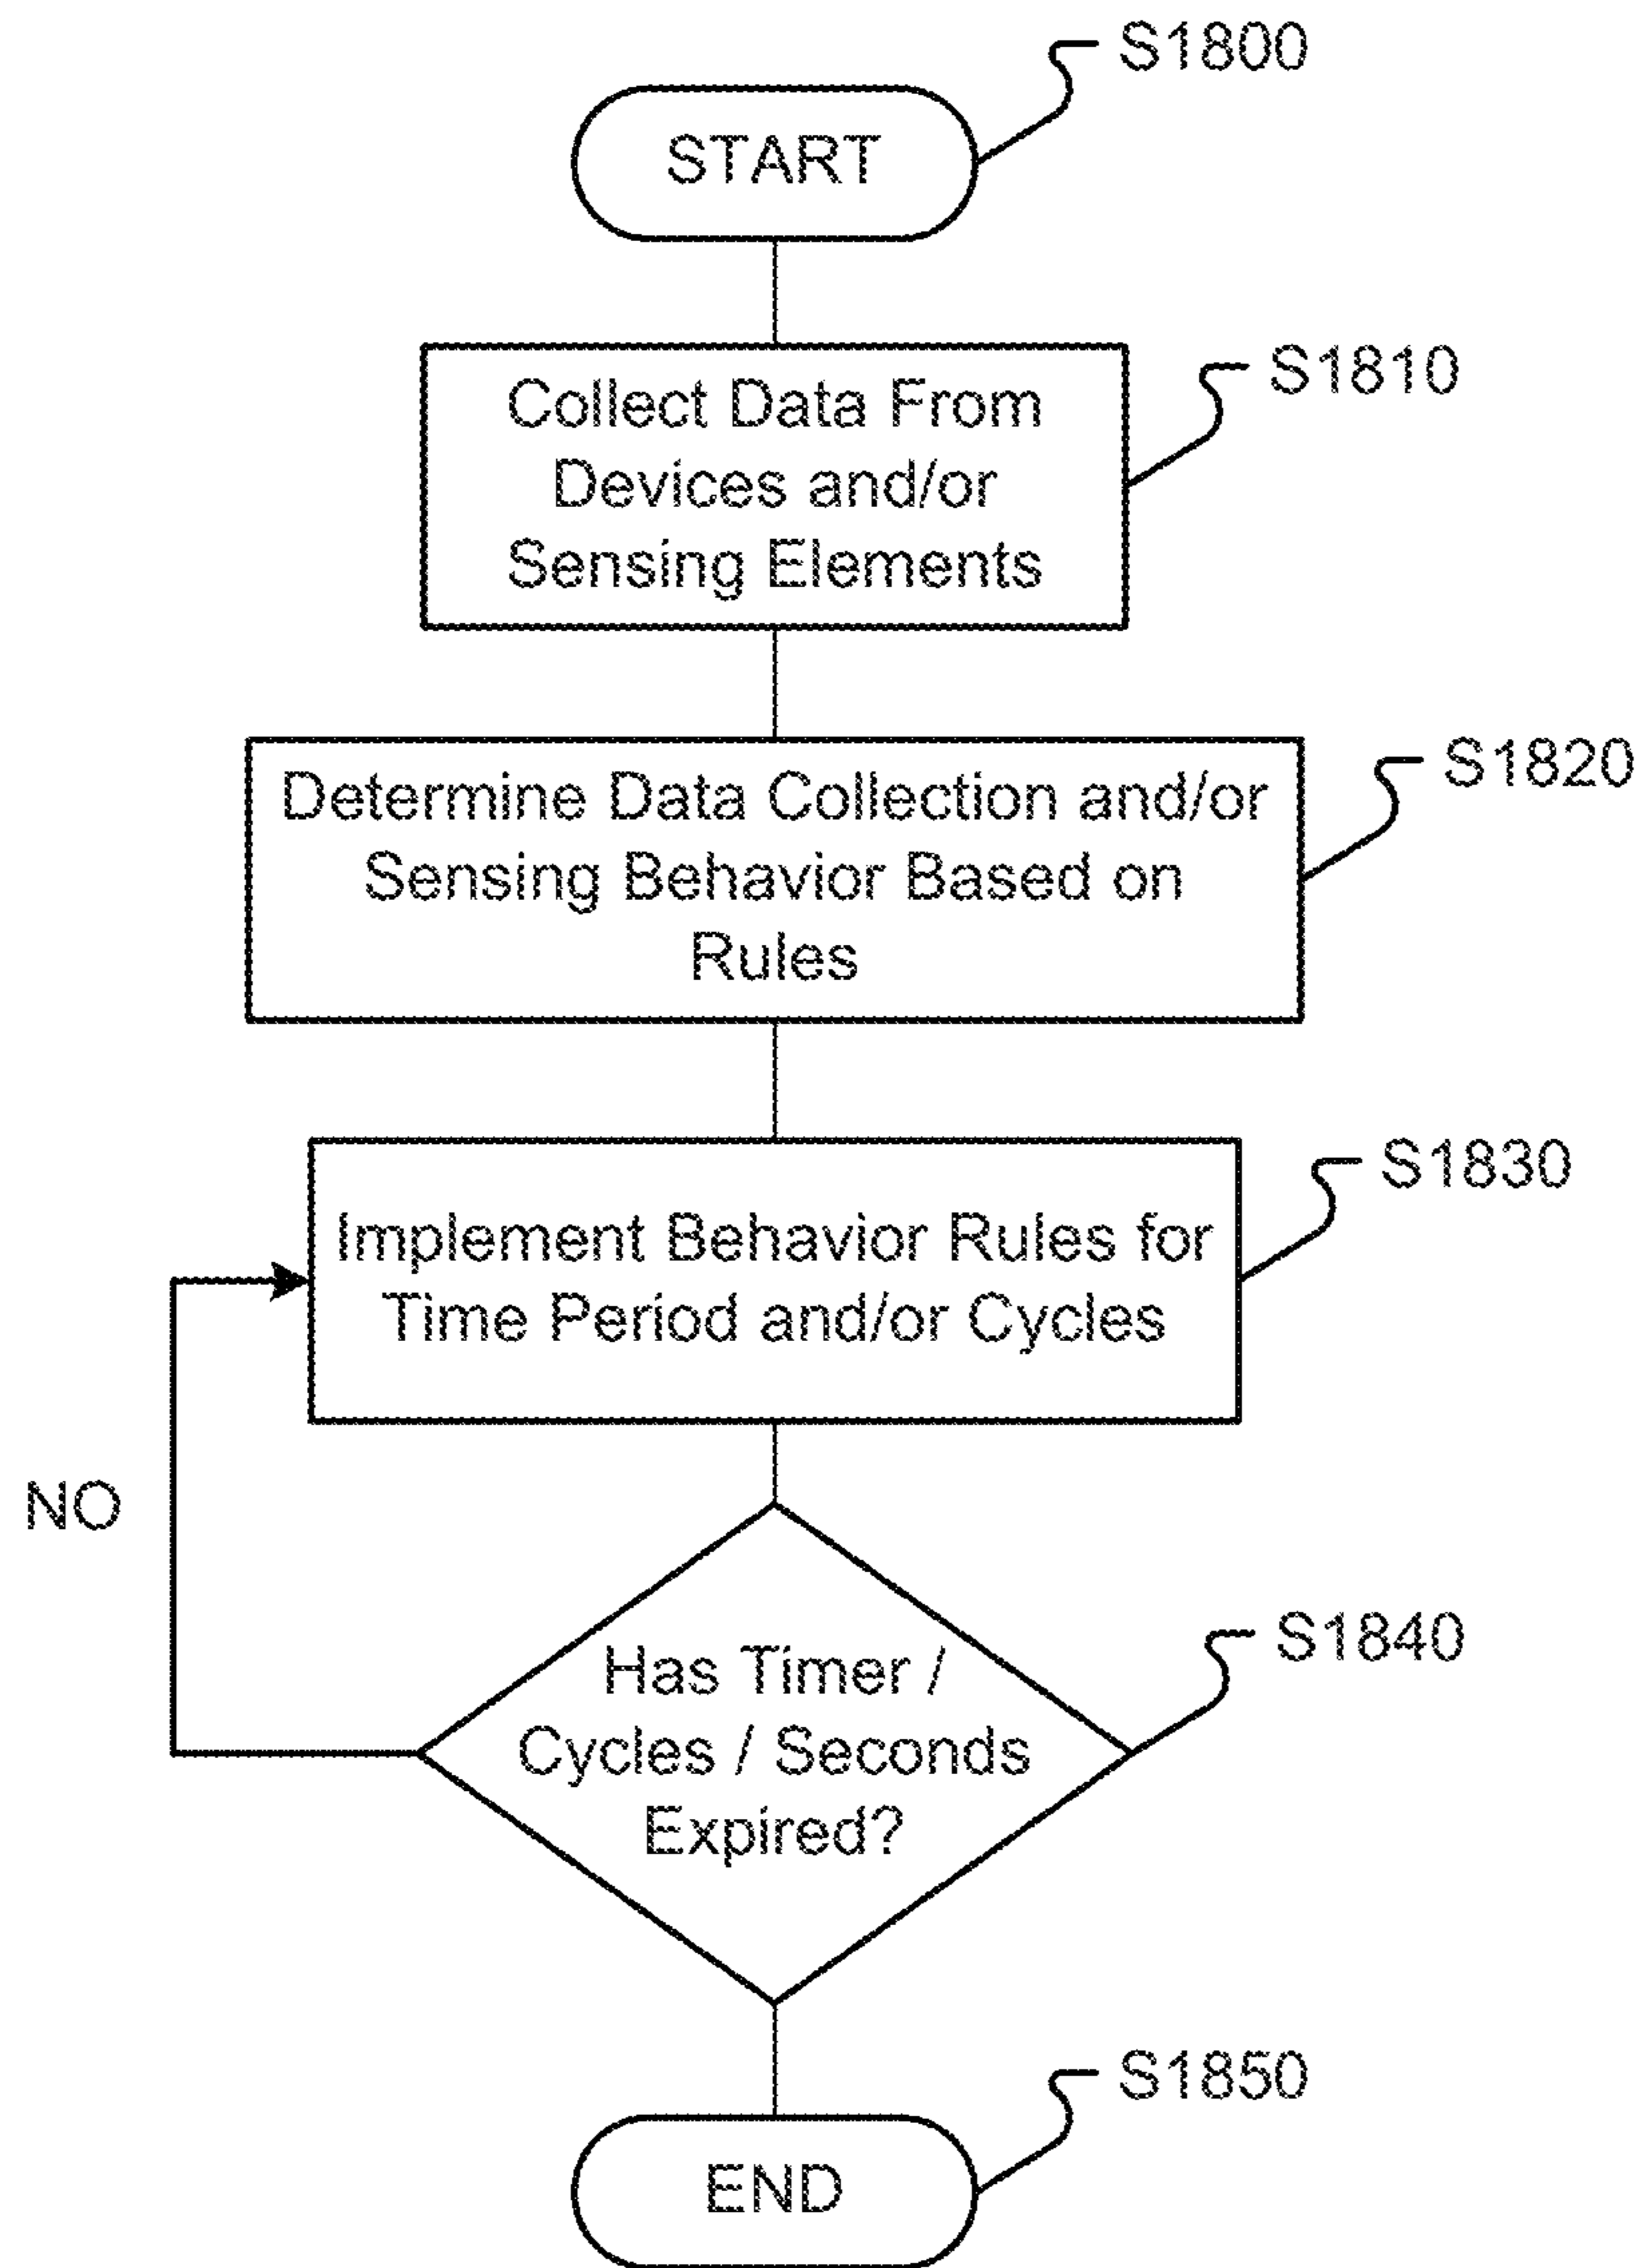 S1800
START
S1810
Collect Data From
Devices and/or
Sensing Elements
S1820
Determine Data Collection and/or
Sensing Behavior Based on
Rules
S1830
Implement Behavior Rules for
Time Period and/or Cycles
NO
S1840
Has Timer /
Cycles / Seconds
Expired?
S1850
END